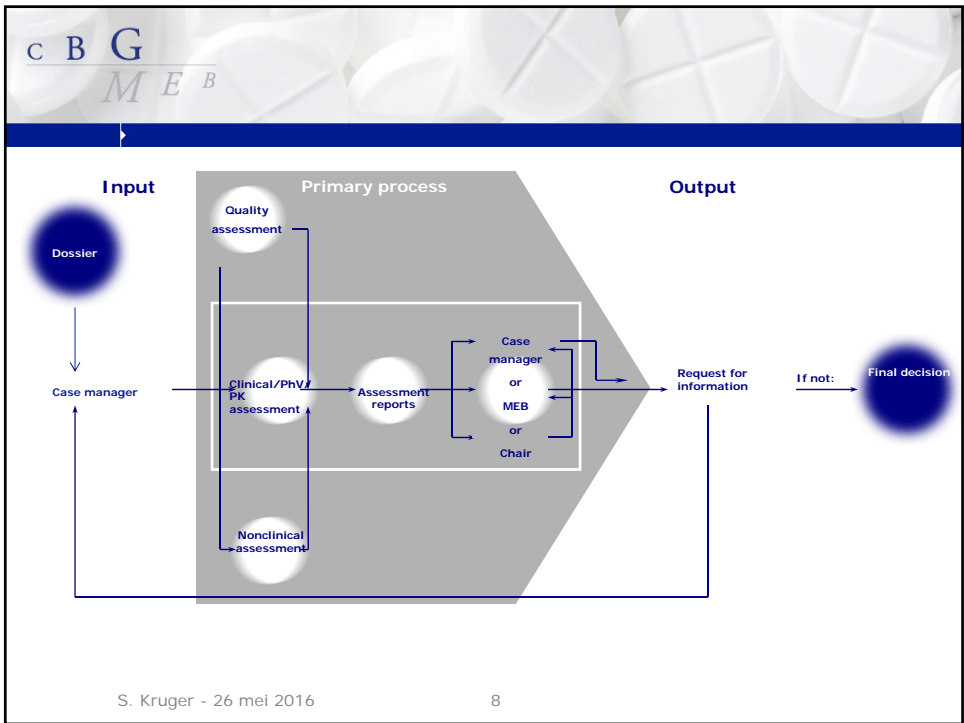 C B G
M E B
Input
Primary process
Output
Dossier
Quality
assessment
Case manager
Clinical/PhV/
PK
assessment
Assessment
reports
Case
manager
or
MEB
or
Chair
Request for
information
If not:
Final decision
Nonclinical
assessment
S. Kruger - 26 mei 2016
8